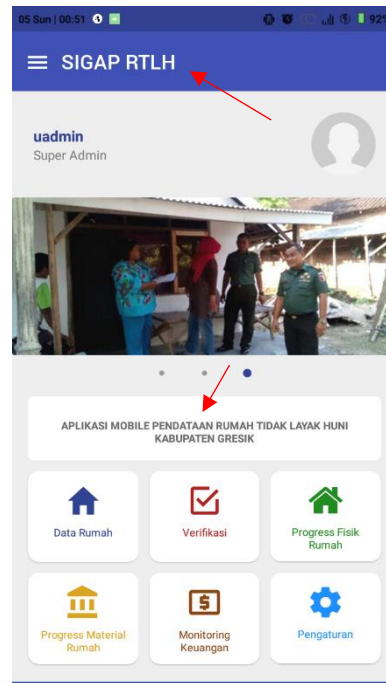 05 Sun | 00:51
92%
SIGAP RTLH
uadmin
Super Admin
APLIKASI MOBILE PENDATAAN RUMAH TIDAK LAYAK HUNI
KABUPATEN GRESIK
Data Rumah
Verifikasi
Progress Fisik
Rumah
Progress Material
Rumah
Monitoring
Keuangan
Pengaturan